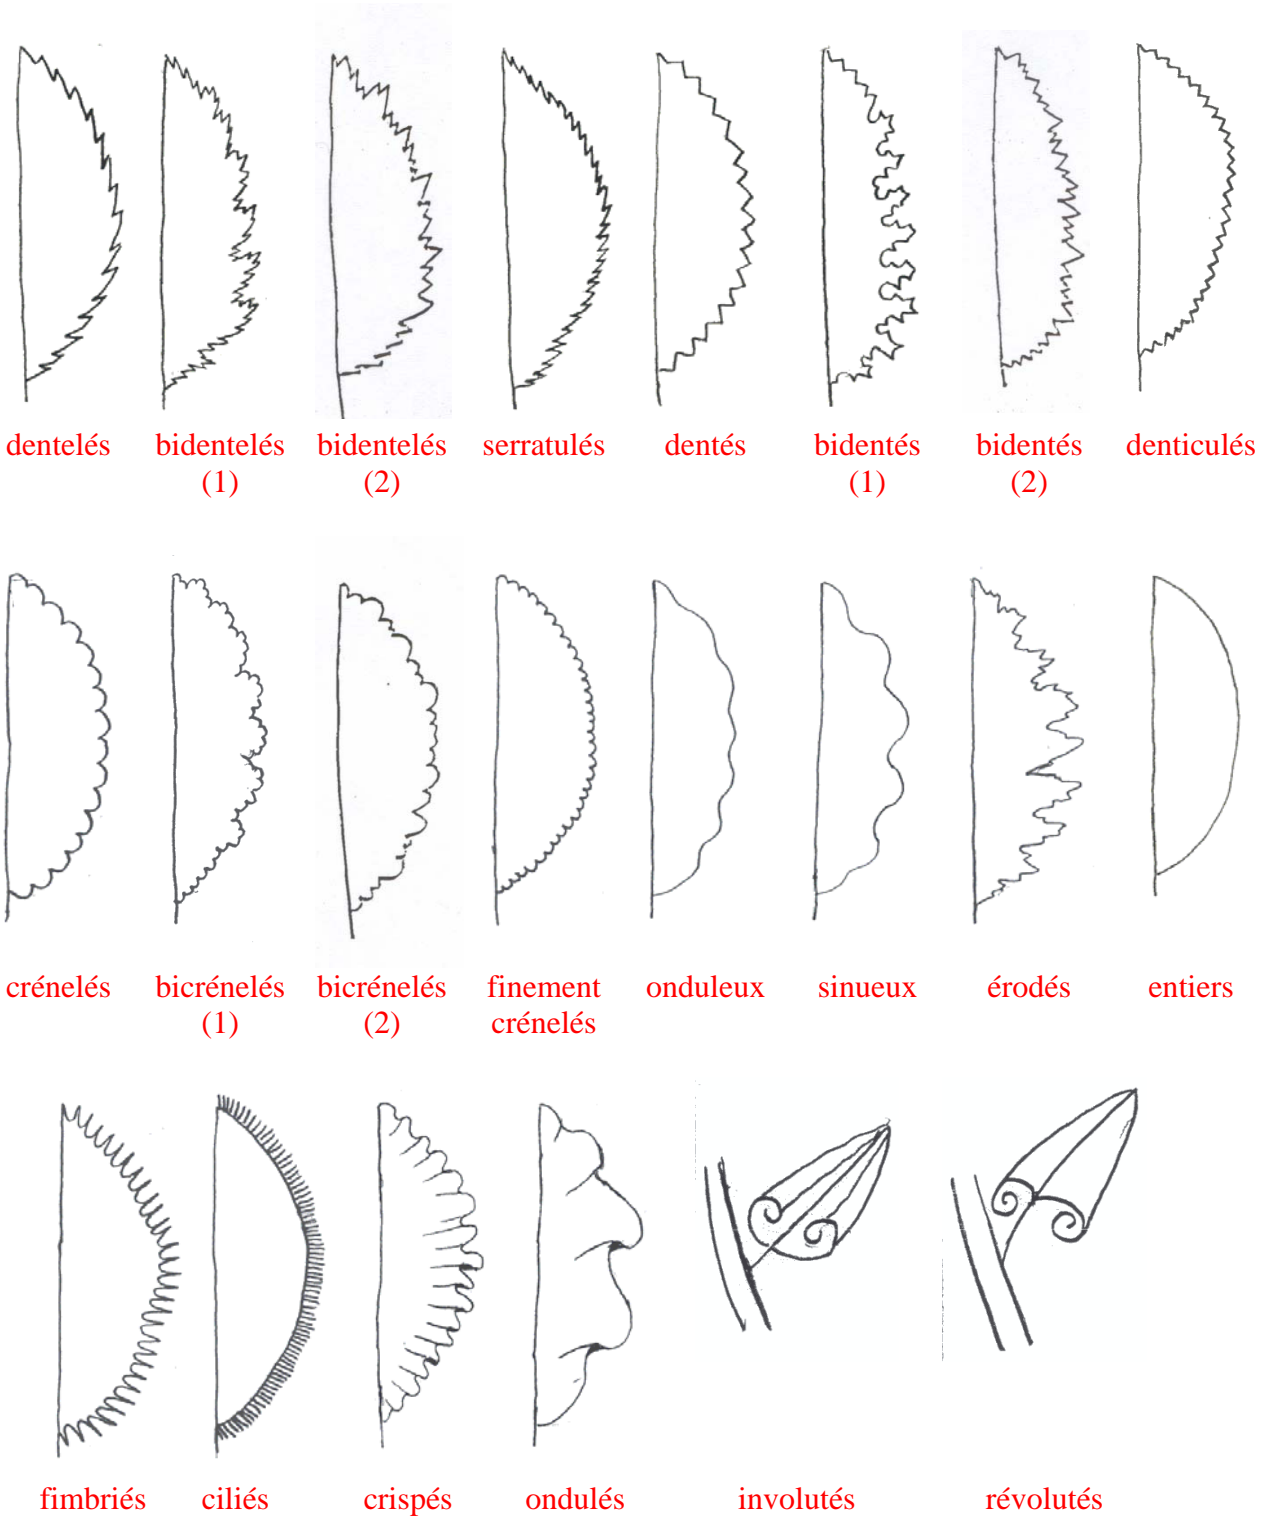 dentelés bidentelés bidentelés serratulés dentés bidentés bidentés denticulés
(1) (2) (1) (2)
crénelés bicrénelés bicrénelés finement onduleux sinueux érodés entiers
(1) (2) crénelés
fimbriés ciliés crispés ondulés involutés révolutés